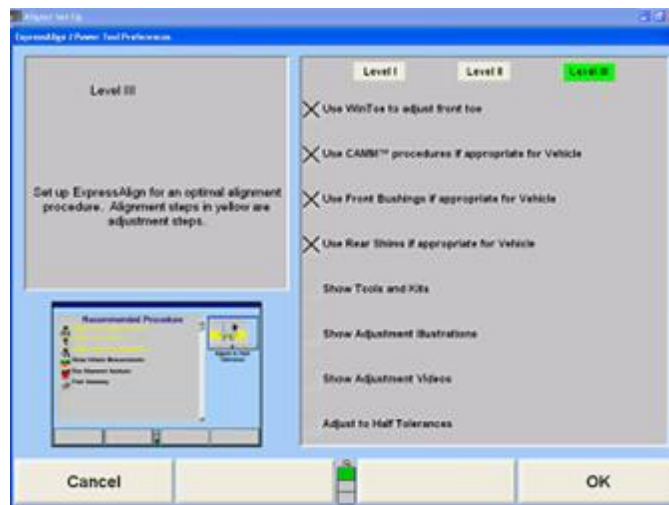 Aligner Set Up
ExpressAlign / Power Tool Preferences
Level III
Set up ExpressAlign for an optimal alignment
procedure. Alignment steps in yellow are
adjustment steps.
Recommended Procedure
Level I
Level II
Level III
Use WinToe to adjust front toe
Use CAMM™ procedures if appropriate for Vehicle
Use Front Bushings if appropriate for Vehicle
Use Rear Shims if appropriate for Vehicle
Show Tools and Kits
Show Adjustment Illustrations
Show Adjustment Videos
Adjust to Half Tolerances
Cancel
OK